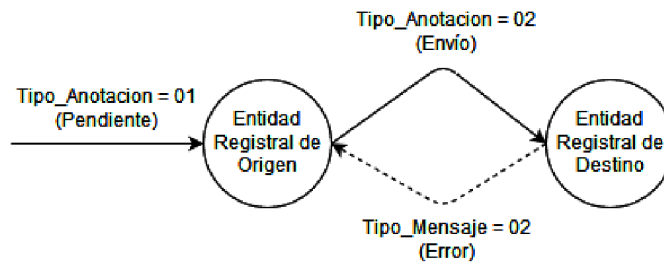 Tipo_Anotacion = 02
(Envío)
Tipo_Anotacion = 01
(Pendiente)
Entidad
Registral de
Origen
Entidad
Registral de
Destino
Tipo_Mensaje = 02
(Error)